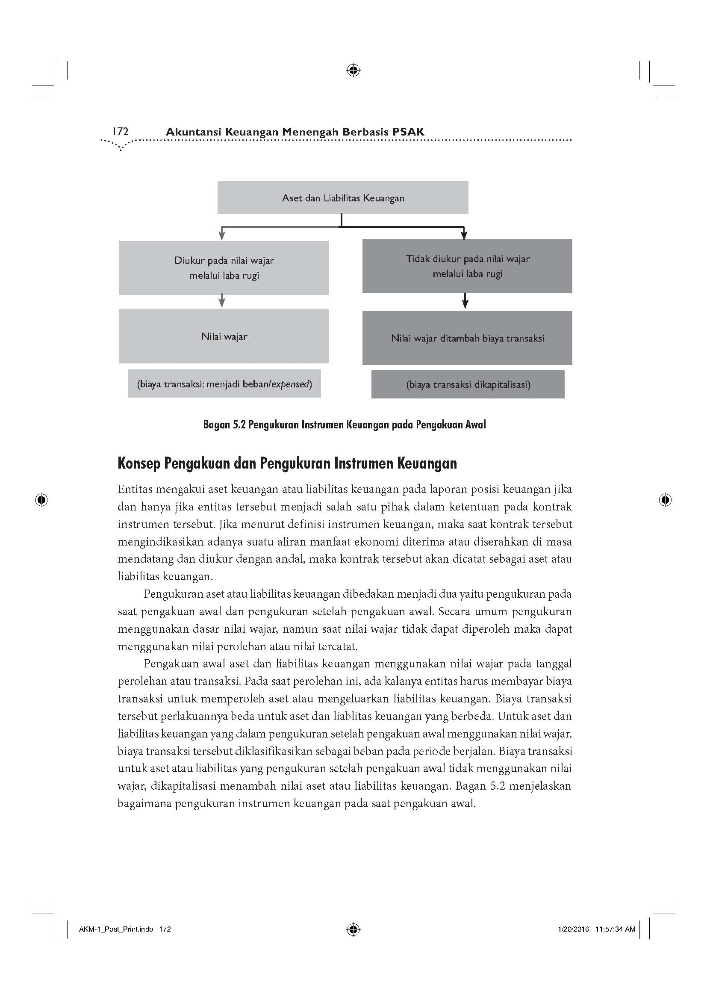 172 Akuntansi Keuangan Menengah Berbasis PSAK
Aset dan Liabilitas Keuangan
Diukur pada nilai wajar
melalui laba rugi
Tidak diukur pada nilai wajar
melalui laba rugi
Nilai wajar
Nilai wajar ditambah biaya transaksi
(biaya transaksi: menjadi beban/expensed)
(biaya transaksi dikapitalisasi)
Bagan 5.2 Pengukuran Instrumen Keuangan pada Pengakuan Awal
Konsep Pengakuan dan Pengukuran Instrumen Keuangan
Entitas mengakui aset keuangan atau liabilitas keuangan pada laporan posisi keuangan jika
dan hanya jika entitas tersebut menjadi salah satu pihak dalam ketentuan pada kontrak
instrumen tersebut. Jika menurut definisi instrumen keuangan, maka saat kontrak tersebut
mengindikasikan adanya suatu aliran manfaat ekonomi diterima atau diserahkan di masa
mendatang dan diukur dengan andal, maka kontrak tersebut akan dicatat sebagai aset atau
liabilitas keuangan.
Pengukuran aset atau liabilitas keuangan dibedakan menjadi dua yaitu pengukuran pada
saat pengakuan awal dan pengukuran setelah pengakuan awal. Secara umum pengukuran
menggunakan dasar nilai wajar, namun saat nilai wajar tidak dapat diperoleh maka dapat
menggunakan nilai perolehan atau nilai tercatat.
Pengakuan awal aset dan liabilitas keuangan menggunakan nilai wajar pada tanggal
perolehan atau transaksi. Pada saat perolehan ini, ada kalanya entitas harus membayar biaya
transaksi untuk memperoleh aset atau mengeluarkan liabilitas keuangan. Biaya transaksi
tersebut perlakuannya beda untuk aset dan liablitas keuangan yang berbeda. Untuk aset dan
liabilitas keuangan yang dalam pengukuran setelah pengakuan awal menggunakan nilai wajar,
biaya transaksi tersebut diklasifikasikan sebagai beban pada periode berjalan. Biaya transaksi
untuk aset atau liabilitas yang pengukuran setelah pengakuan awal tidak menggunakan nilai
wajar, dikapitalisasi menambah nilai aset atau liabilitas keuangan. Bagan 5.2 menjelaskan
bagaimana pengukuran instrumen keuangan pada saat pengakuan awal.
AKM-1_Post_Print.indb 172
1/20/2016 11:57:34 AM